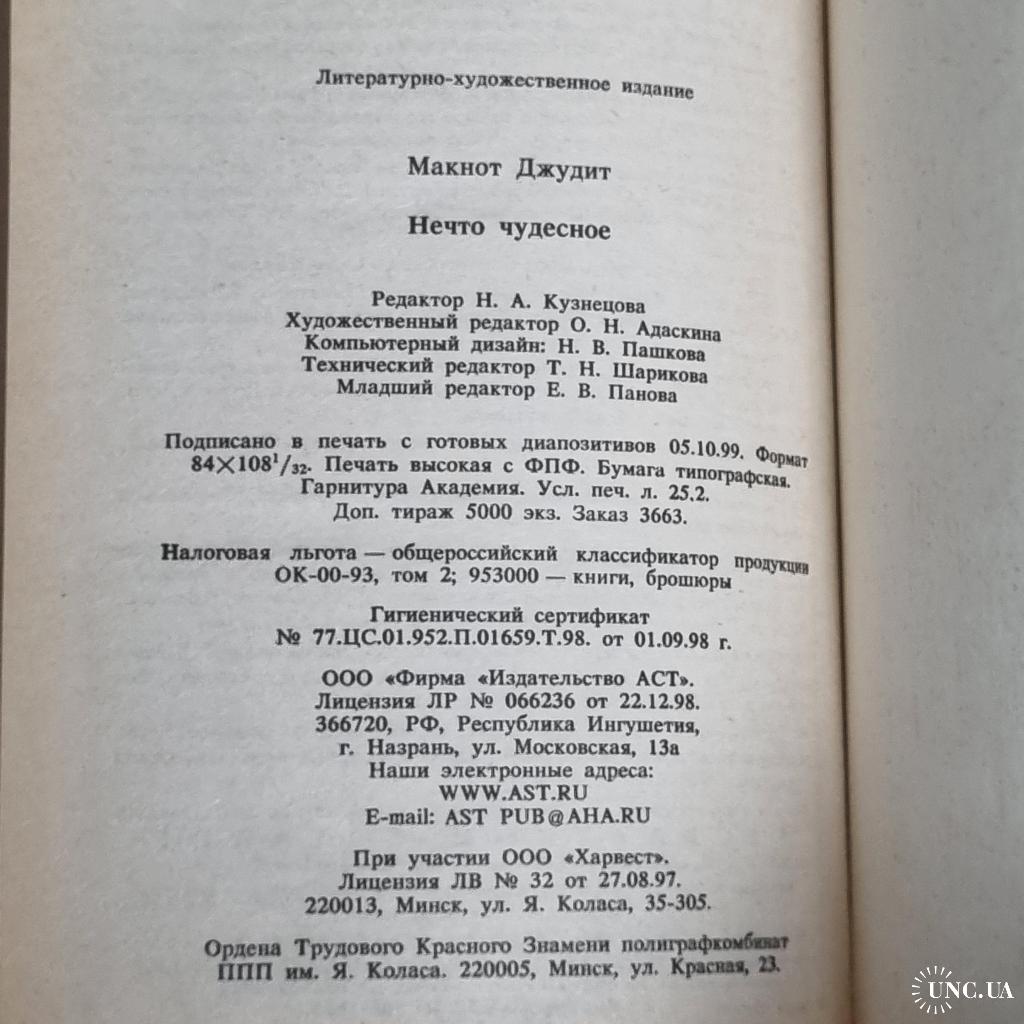 Литературно-художественное издание
Макнот Джудит
Нечто чудесное
Редактор Н. А. Кузнецова
Художественный редактор О. Н. Адаскина
Компьютерный дизайн: Н. В. Пашкова
Технический редактор Т. Н. Шарикова
Младший редактор Е. В. Панова
Подписано в печать с готовых диапозитивов 05.10.99. Формат
84×108¹/₃₂. Печать высокая с ФПФ. Бумага типографская.
Гарнитура Академия. Усл. печ. л. 25,2.
Доп. тираж 5000 экз. Заказ 3663.
Налоговая льгота — общероссийский классификатор продукции
ОК-00-93, том 2; 953000 — книги, брошюры
Гигиенический сертификат
№ 77.ЦС.01.952.П.01659.Т.98. от 01.09.98 г.
ООО «Фирма «Издательство АСТ».
Лицензия ЛР № 066236 от 22.12.98.
366720, РФ, Республика Ингушетия,
г. Назрань, ул. Московская, 13а
Наши электронные адреса:
WWW.AST.RU
E-mail: AST PUB@AHA.RU
При участии ООО «Харвест».
Лицензия ЛВ № 32 от 27.08.97.
220013, Минск, ул. Я. Коласа, 35-305.
Ордена Трудового Красного Знамени полиграфкомбинат
ППП им. Я. Коласа. 220005, Минск, ул. Красная, 23.
UNC.UA